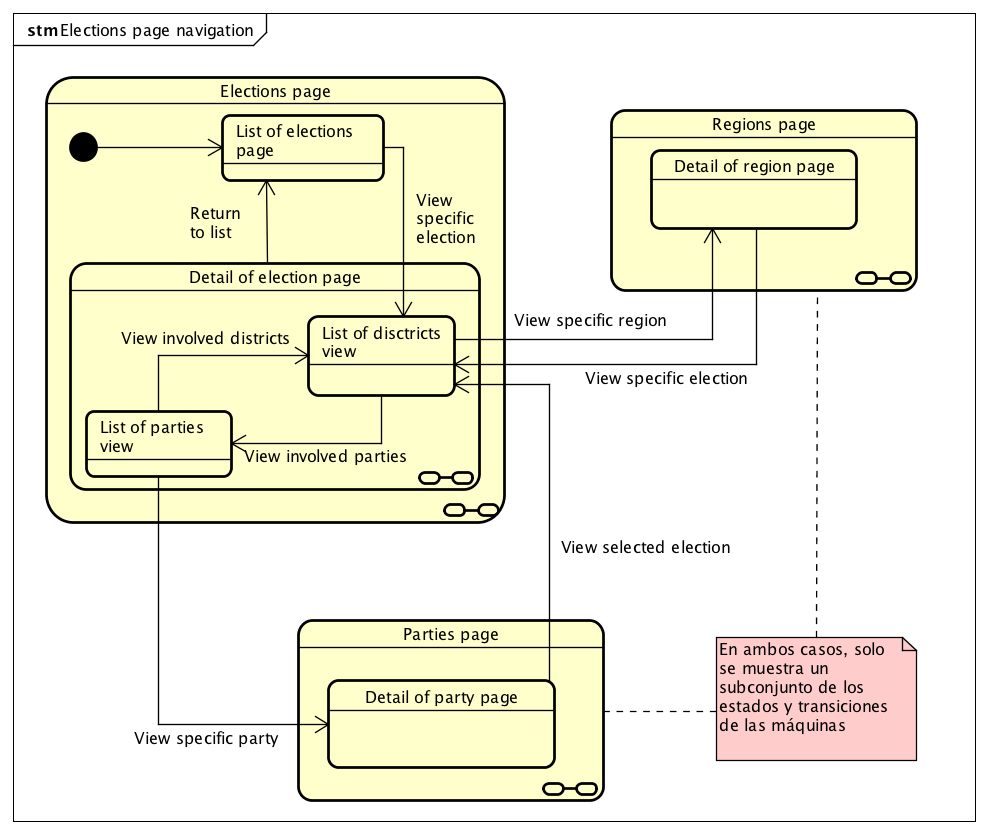 stm Elections page navigation
Elections page
List of elections
page
Return
to list
View
specific
election
Detail of election page
View involved districts
List of disctricts
view
List of parties
view
View involved parties
Regions page
Detail of region page
View specific region
View specific election
View selected election
Parties page
Detail of party page
View specific party
En ambos casos, solo
se muestra un
subconjunto de los
estados y transiciones
de las máquinas